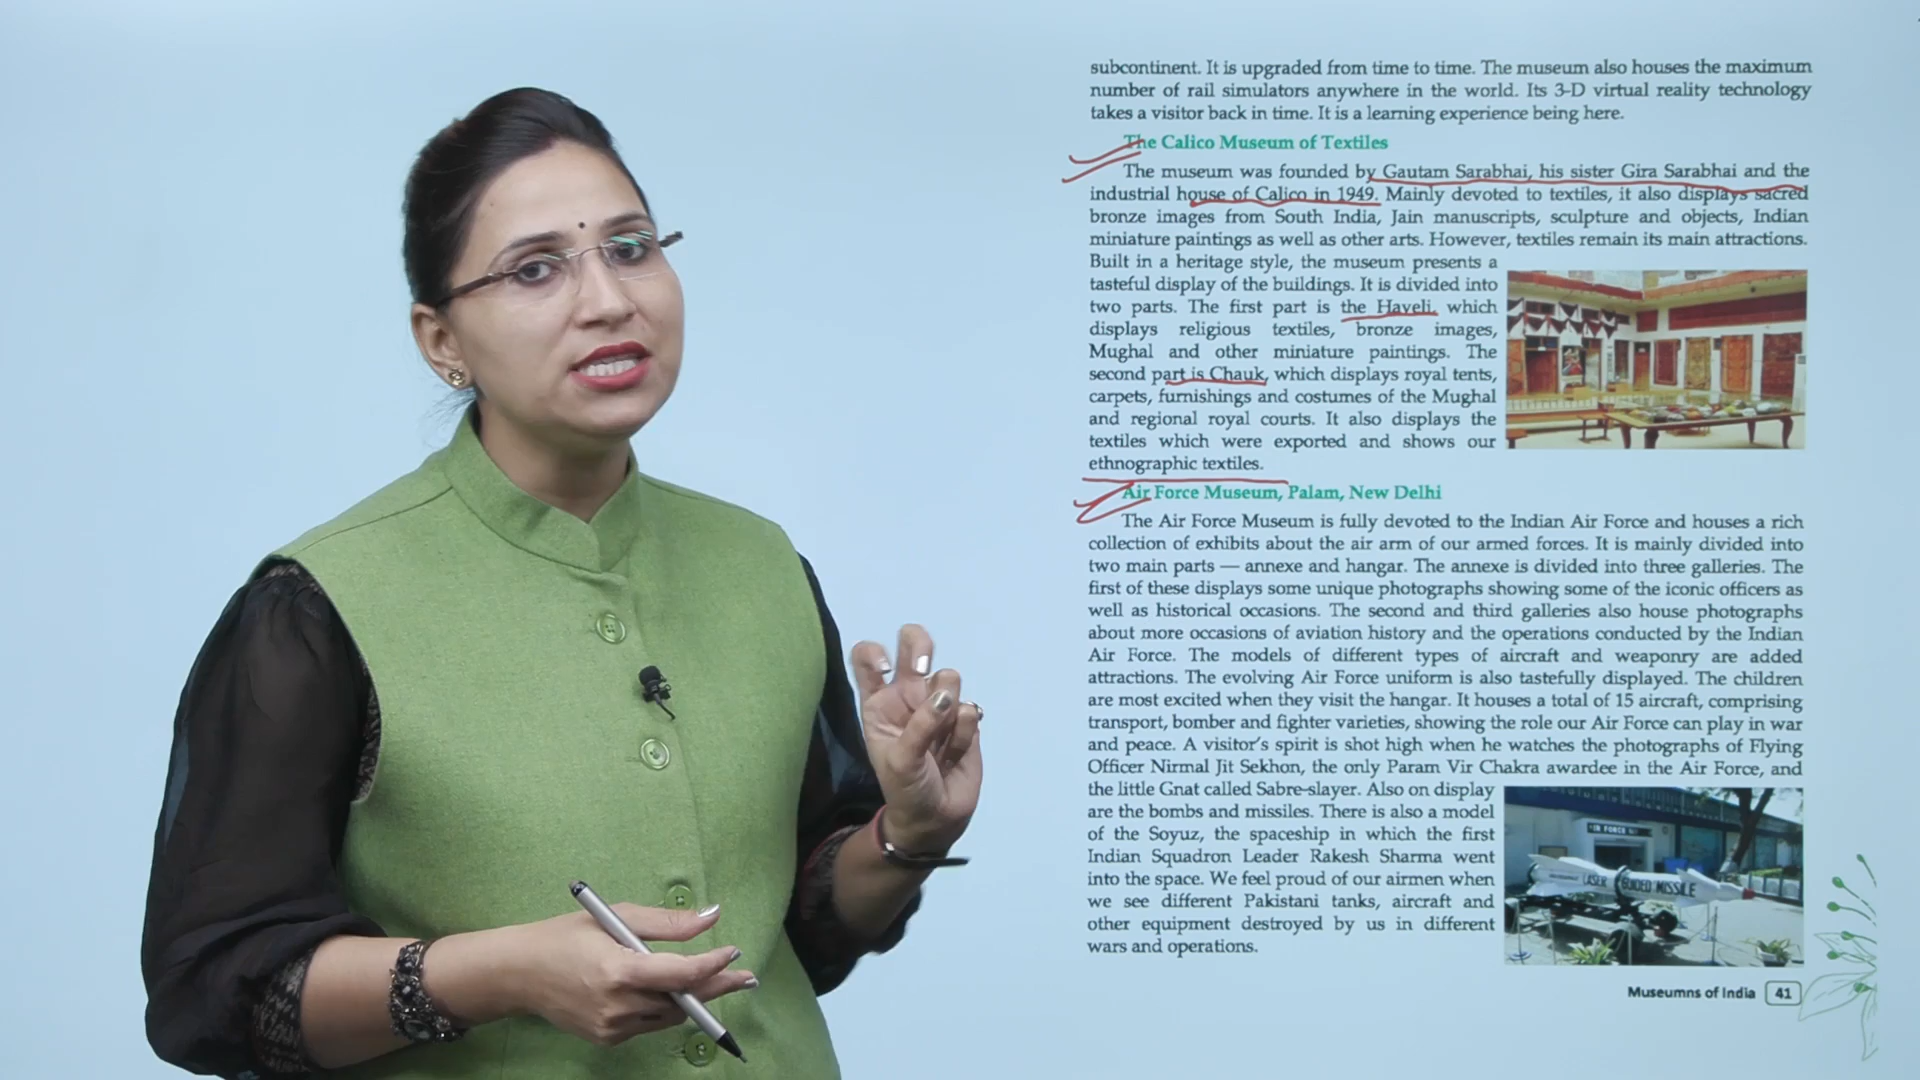 subcontinent. It is upgraded from time to time. The museum also houses the maximum
number of rail simulators anywhere in the world. Its 3-D virtual reality technology
takes a visitor back in time. It is a learning experience being here.
The Calico Museum of Textiles
The museum was founded by Gautam Sarabhai, his sister Gira Sarabhai and the
industrial house of Calico in 1949. Mainly devoted to textiles, it also displays sacred
bronze images from South India, Jain manuscripts, sculpture and objects, Indian
miniature paintings as well as other arts. However, textiles remain its main attractions.
Built in a heritage style, the museum presents a
tasteful display of the buildings. It is divided into
two parts. The first part is the Haveli, which
displays religious textiles, bronze images,
Mughal and other miniature paintings. The
second part is Chauk, which displays royal tents,
carpets, furnishings and costumes of the Mughal
and regional royal courts. It also displays the
textiles which were exported and shows our
ethnographic textiles.
Air Force Museum, Palam, New Delhi
The Air Force Museum is fully devoted to the Indian Air Force and houses a rich
collection of exhibits about the air arm of our armed forces. It is mainly divided into
two main parts — annexe and hangar. The annexe is divided into three galleries. The
first of these displays some unique photographs showing some of the iconic officers as
well as historical occasions. The second and third galleries also house photographs
about more occasions of aviation history and the operations conducted by the Indian
Air Force. The models of different types of aircraft and weaponry are added
attractions. The evolving Air Force uniform is also tastefully displayed. The children
are most excited when they visit the hangar. It houses a total of 15 aircraft, comprising
transport, bomber and fighter varieties, showing the role our Air Force can play in war
and peace. A visitor's spirit is shot high when he watches the photographs of Flying
Officer Nirmal Jit Sekhon, the only Param Vir Chakra awardee in the Air Force, and
the little Gnat called Sabre-slayer. Also on display
are the bombs and missiles. There is also a model
of the Soyuz, the spaceship in which the first
Indian Squadron Leader Rakesh Sharma went
into the space. We feel proud of our airmen when
we see different Pakistani tanks, aircraft and
other equipment destroyed by us in different
wars and operations.
AIR FORCE
LASER GUIDED MISSILE
Museumns of India 41